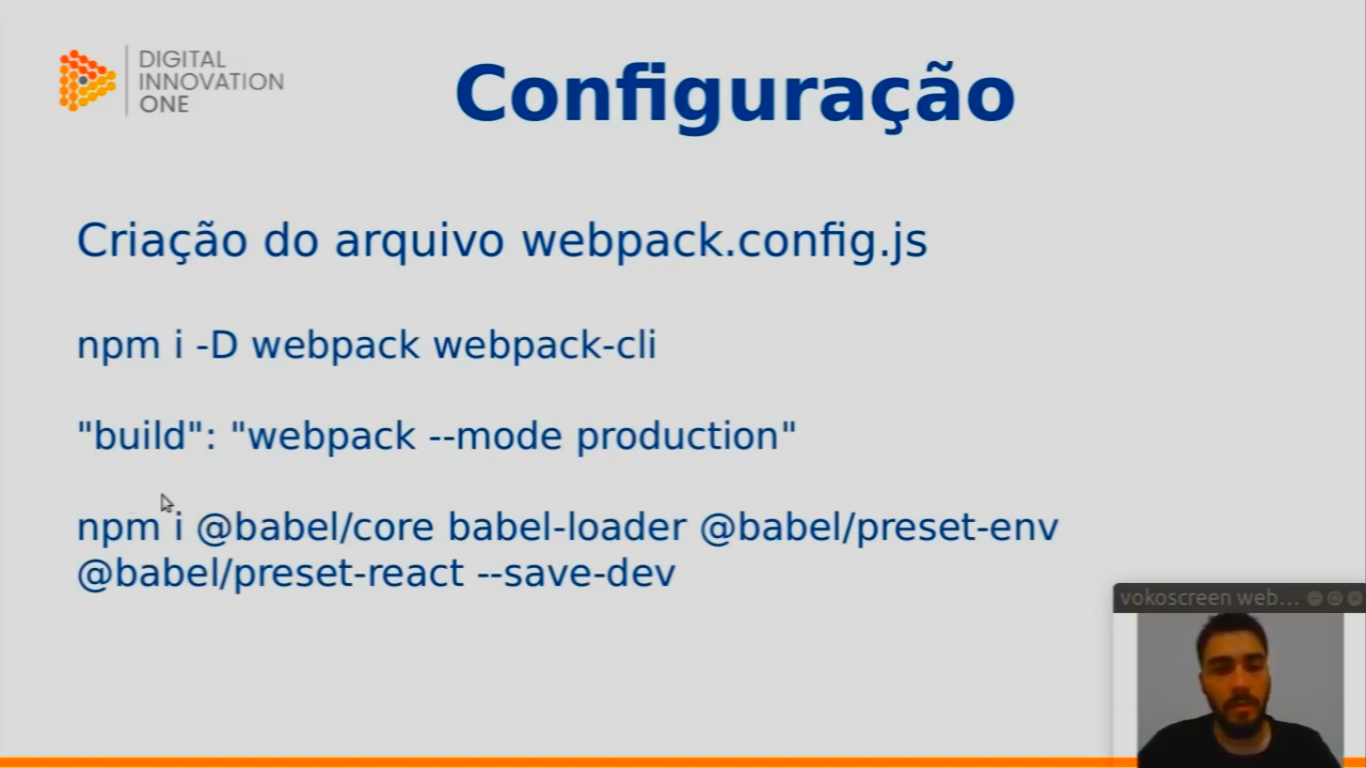 DIGITAL
INNOVATION
ONE
Configuração
Criação do arquivo webpack.config.js
npm i -D webpack webpack-cli
"build": "webpack --mode production"
npm i @babel/core babel-loader @babel/preset-env
@babel/preset-react --save-dev
vokoscreen web...